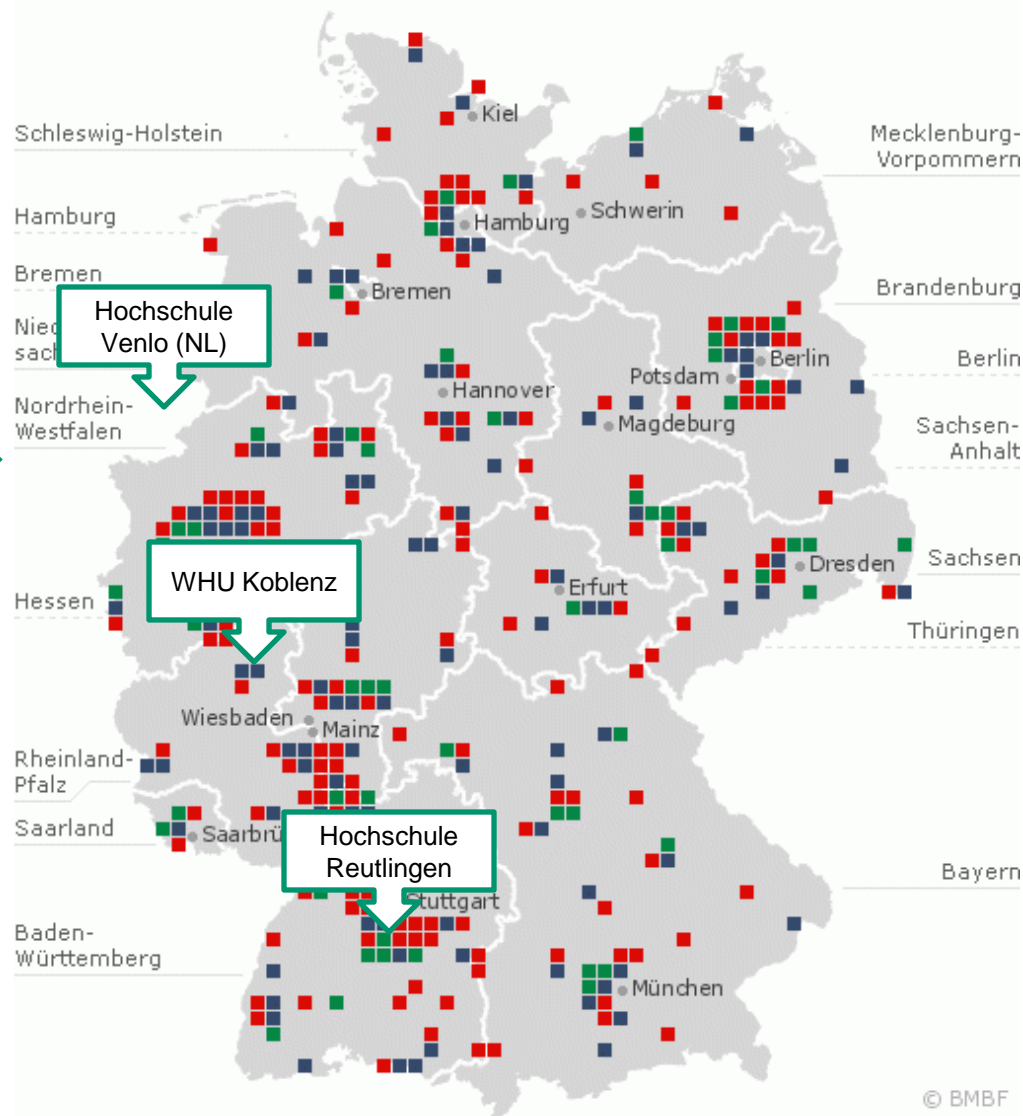 Kiel
Schleswig-Holstein
Mecklenburg-
Vorpommern
Hamburg
Schwerin
Hamburg
Bremen
Bremen
Brandenburg
Hochschule
Venlo (NL)
Berlin
Berlin
Potsdam
Hannover
Nordrhein-
Westfalen
Magdeburg
Sachsen-
Anhalt
WHU Koblenz
Dresden
Sachsen
Erfurt
Hessen
Thüringen
Wiesbaden
Mainz
Rheinland-
Pfalz
Saarland
Hochschule
Reutlingen
Bayern
Baden-
Württemberg
München
© BMBF